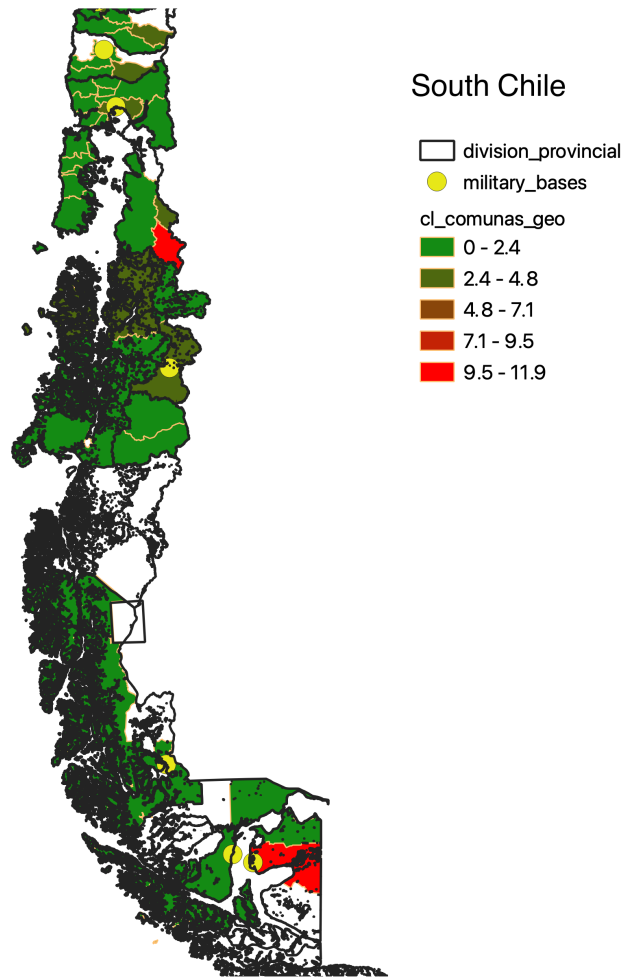 South Chile
division_provincial
military_bases
cl_comunas_geo
0 - 2.4
2.4 - 4.8
4.8 - 7.1
7.1 - 9.5
9.5 - 11.9